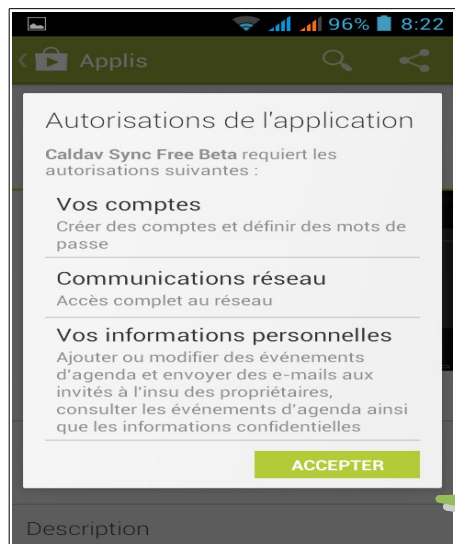 96% 8:22
Applis
Autorisations de l'application
Caldav Sync Free Beta requiert les
autorisations suivantes :
Vos comptes
Créer des comptes et définir des mots de
passe
Communications réseau
Accès complet au réseau
Vos informations personnelles
Ajouter ou modifier des événements
d'agenda et envoyer des e-mails aux
invités à l'insu des propriétaires,
consulter les événements d'agenda ainsi
que les informations confidentielles
ACCEPTER
Description